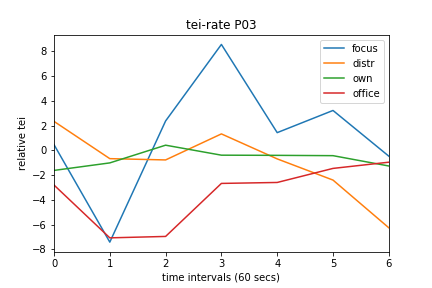 tei-rate P03
focus
distr
own
office
relative tei
8
6
4
2
0
−2
−4
−6
−8
0 1 2 3 4 5 6
time intervals (60 secs)